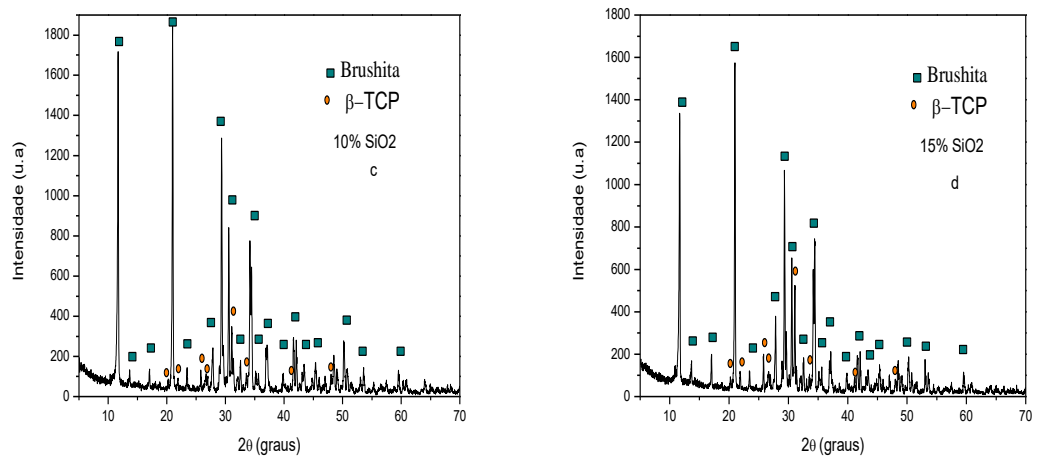 1800
1600
1400
1200
1000
800
600
400
200
0
Intensidade (u.a)
Brushita
β−TCP
10% SiO2
c
10 20 30 40 50 60 70
2θ (graus)
1800
1600
1400
1200
1000
800
600
400
200
0
Intensidade (u.a)
Brushita
β−TCP
15% SiO2
d
10 20 30 40 50 60 70
2θ (graus)